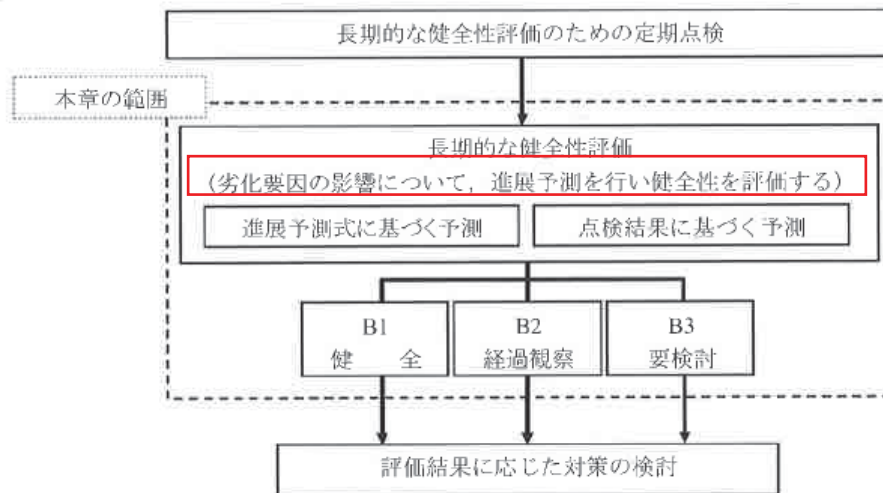 長期的な健全性評価のための定期点検
本章の範囲
長期的な健全性評価
(劣化要因の影響について，進展予測を行い健全性を評価する)
進展予測式に基づく予測
点検結果に基づく予測
B1
健　全
B2
経過観察
B3
要検討
評価結果に応じた対策の検討